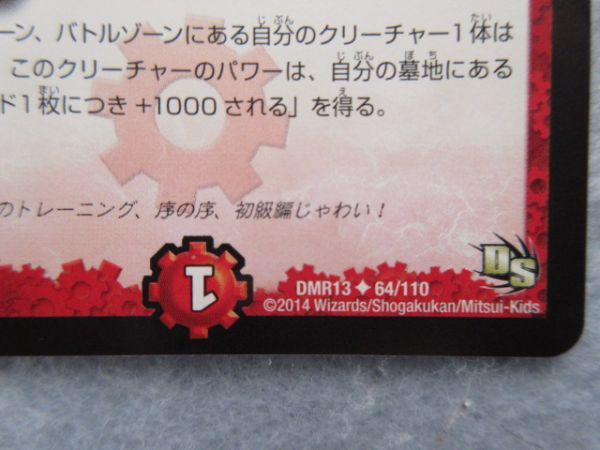 ーン、バトルゾーンにある自分のクリーチャー1体は
、このクリーチャーのパワーは、自分の墓地にある
ド1枚につき +1000 される」を得る。
のトレーニング、序の序、初級編じゃわい！
1
DS
DMR13 ✦ 64/110
©2014 Wizards/Shogakukan/Mitsui-Kids